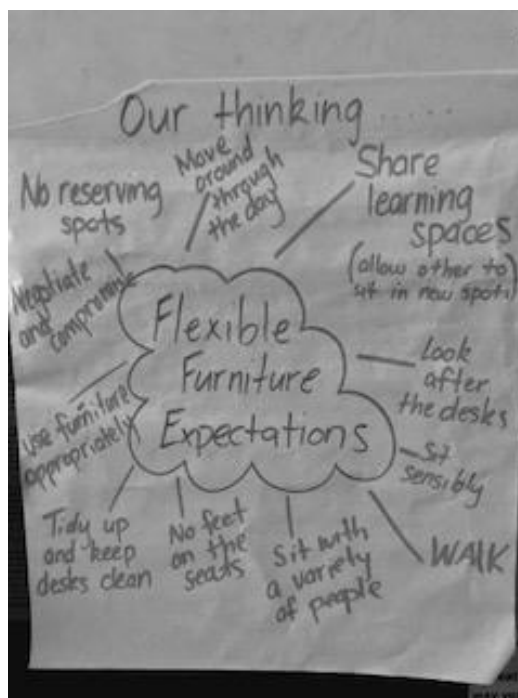 Our thinking .....
No reserving
spots
Move
around
through
the day
Share
learning
spaces
(allow other to
sit in new spots)
Negotiate
and
compromise
Flexible
Furniture
Expectations
Look
after
the desks
Use furniture
appropriately
Sit
sensibly
Tidy up
and keep
desks clean
No feet
on the
seats
Sit with
a variety
of people
WALK